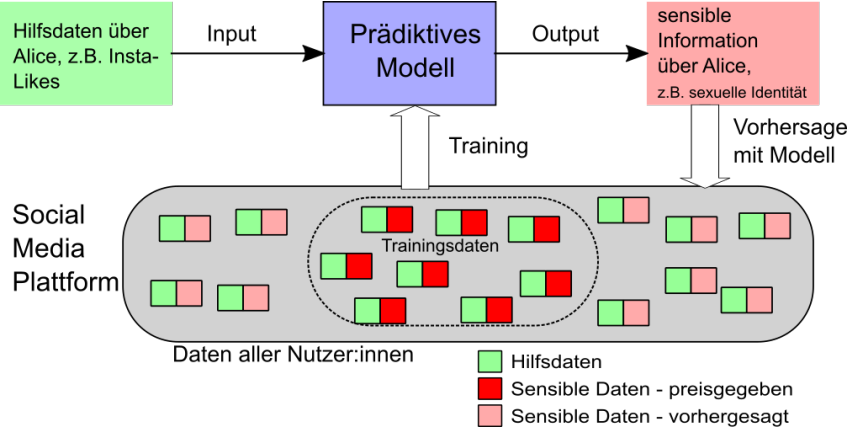 Hilfsdaten über
Alice, z.B. Insta-
Likes
Input
Prädiktives
Modell
Output
sensible
Information
über Alice,
z.B. sexuelle Identität
Training
Vorhersage
mit Modell
Social
Media
Plattform
Trainingsdaten
Daten aller Nutzer:innen
Hilfsdaten
Sensible Daten - preisgegeben
Sensible Daten - vorhergesagt